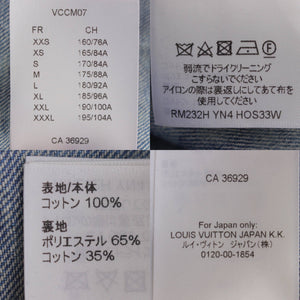 VCCM07
FR CH
XXS 160/76A
XS 165/84A
S 170/84A
M 175/88A
L 180/92A
XL 185/96A
XXL 190/100A
XXXL 195/104A
CA 36929
弱流でドライクリーニング
こすらないでください
アイロンの際は裏返しにしてあて布を
使用してください
RM232H YN4 HOS33W
表地/本体
コットン 100%
裏地
ポリエステル 65%
コットン 35%
CA 36929
For Japan only:
LOUIS VUITTON JAPAN K.K.
ルイ・ヴィトン ジャパン(株)
0120-00-1854